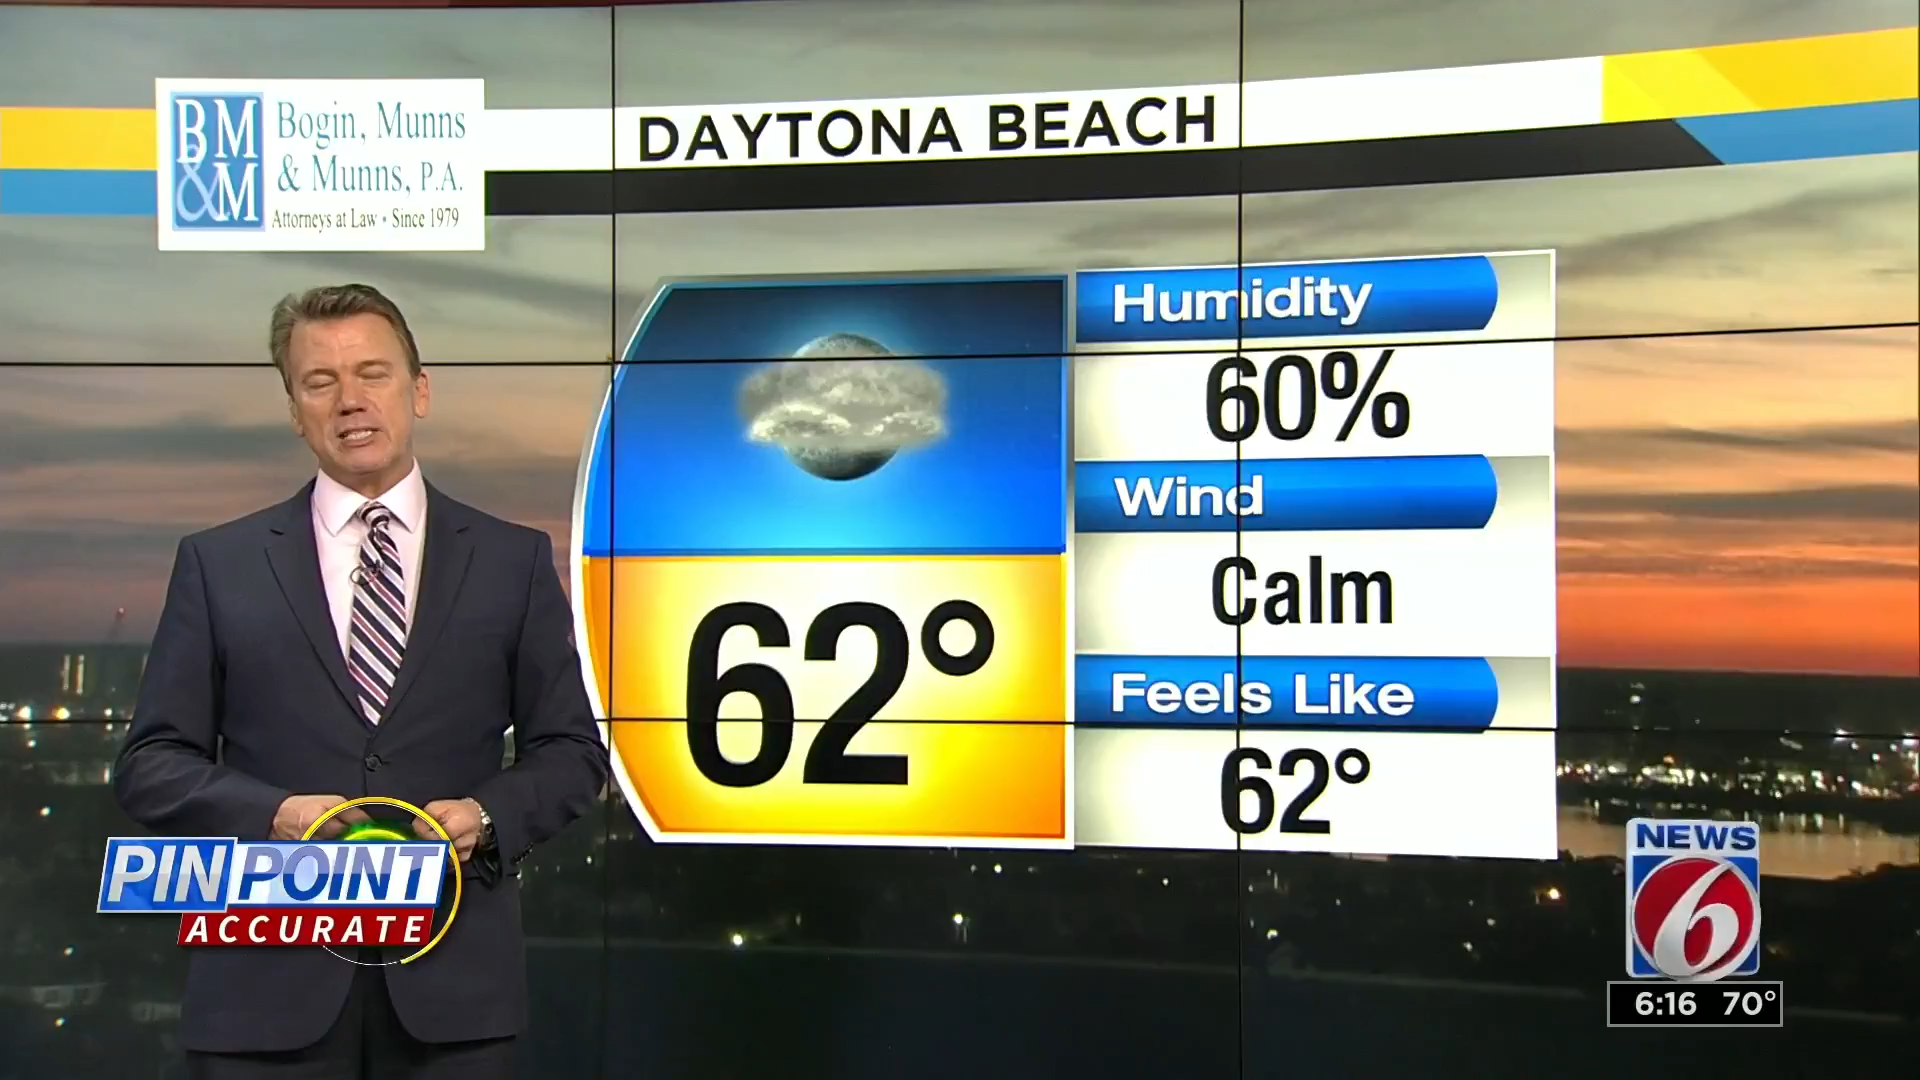 BM
&M
Bogin, Munns
& Munns, P.A.
Attorneys at Law • Since 1979
DAYTONA BEACH
Humidity
60%
Wind
Calm
62°
Feels Like
62°
PINPOINT
ACCURATE
NEWS
6
6:16 70°